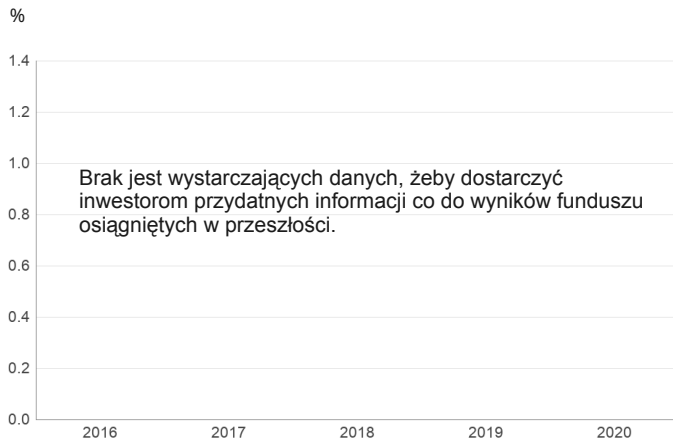 %
1.4
1.2
1.0
Brak jest wystarczających danych, żeby dostarczyć
inwestorom przydatnych informacji co do wyników funduszu
0.8
osiągniętych w przeszłości.
0.6
0.4
0.2
0.0
2016 2017 2018 2019 2020